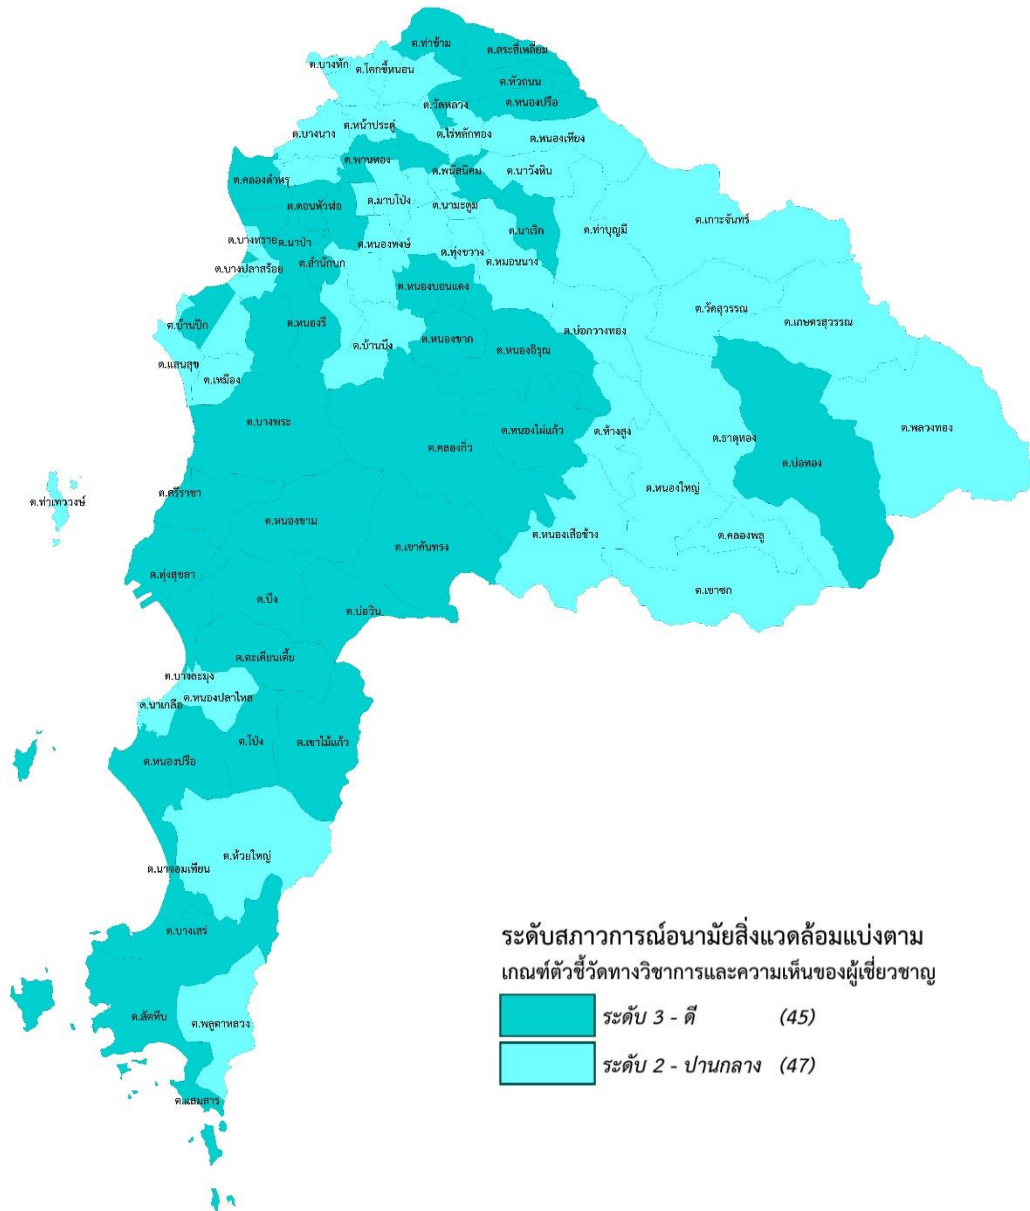 ต.ท่าข้าม
ต.สระสี่เหลี่ยม
ต.บางหัก
ต.โคกขี้หนอน
ต.หัวถนน
ต.วัดหลวง
ต.หนองปรือ
ต.บางนาง
ต.หน้าประดู่
ต.ไร่หลักทอง
ต.หนองเหียง
ต.พานทอง
ต.คลองตำหรุ
ต.พนัสนิคม
ต.นาวังหิน
ต.ดอนหัวฬ่อ
ต.มาบโป่ง
ต.นามะตูม
ต.เกาะจันทร์
ต.บางทราย
ต.นาป่า
ต.หนองหงษ์
ต.ทุ่งขวาง
ต.นาเริก
ต.ท่าบุญมี
ต.บางปลาสร้อย
ต.สำนักบก
ต.หมอนนาง
ต.หนองบอนแดง
ต.วัดสุวรรณ
ต.บ้านปึก
ต.หนองรี
ต.บ้านบึง
ต.หนองชาก
ต.หนองอิรุณ
ต.บ่อกวางทอง
ต.เกษตรสุวรรณ
ต.แสนสุข
ต.เหมือง
ต.บางพระ
ต.คลองกิ่ว
ต.หนองไผ่แก้ว
ต.ห้างสูง
ต.ธาตุทอง
ต.พลวงทอง
ต.บ่อทอง
ต.ท่าเทววงษ์
ต.ศรีราชา
ต.หนองใหญ่
ต.หนองขาม
ต.เขาคันทรง
ต.หนองเสือช้าง
ต.คลองพลู
ต.ทุ่งสุขลา
ต.บึง
ต.บ่อวิน
ต.เขาซก
ต.ตะเคียนเตี้ย
ต.บางละมุง
ต.หนองปลาไหล
ต.นาเกลือ
ต.โป่ง
ต.เขาไม้แก้ว
ต.หนองปรือ
ต.ห้วยใหญ่
ต.นาจอมเทียน
ต.บางเสร่
ต.สัตหีบ
ต.พลูตาหลวง
ต.แสมสาร
ระดับสภาวการณ์อนามัยสิ่งแวดล้อมแบ่งตาม
เกณฑ์ตัวชี้วัดทางวิชาการและความเห็นของผู้เชี่ยวชาญ
ระดับ 3 - ดี (45)
ระดับ 2 - ปานกลาง (47)